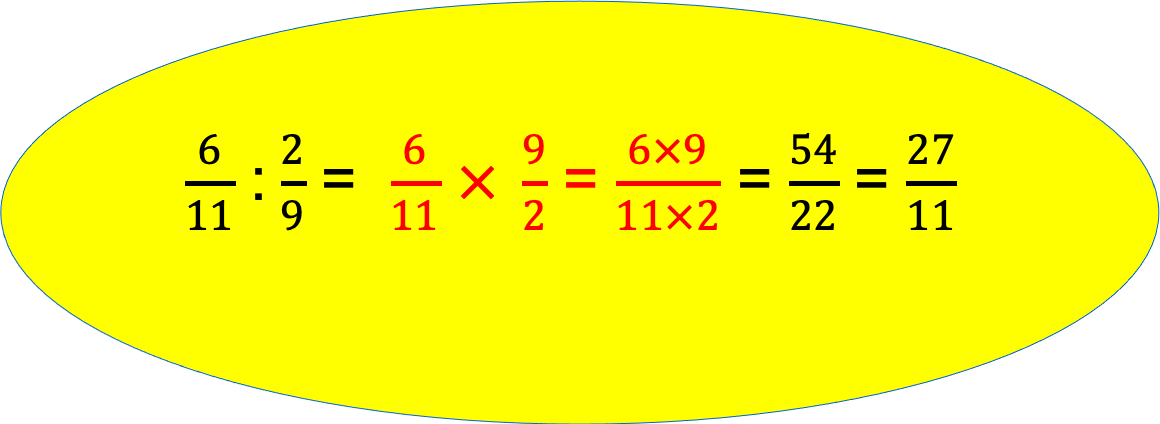 6/11 : 2/9 = 6/11 × 9/2 = 6×9/11×2 = 54/22 = 27/11